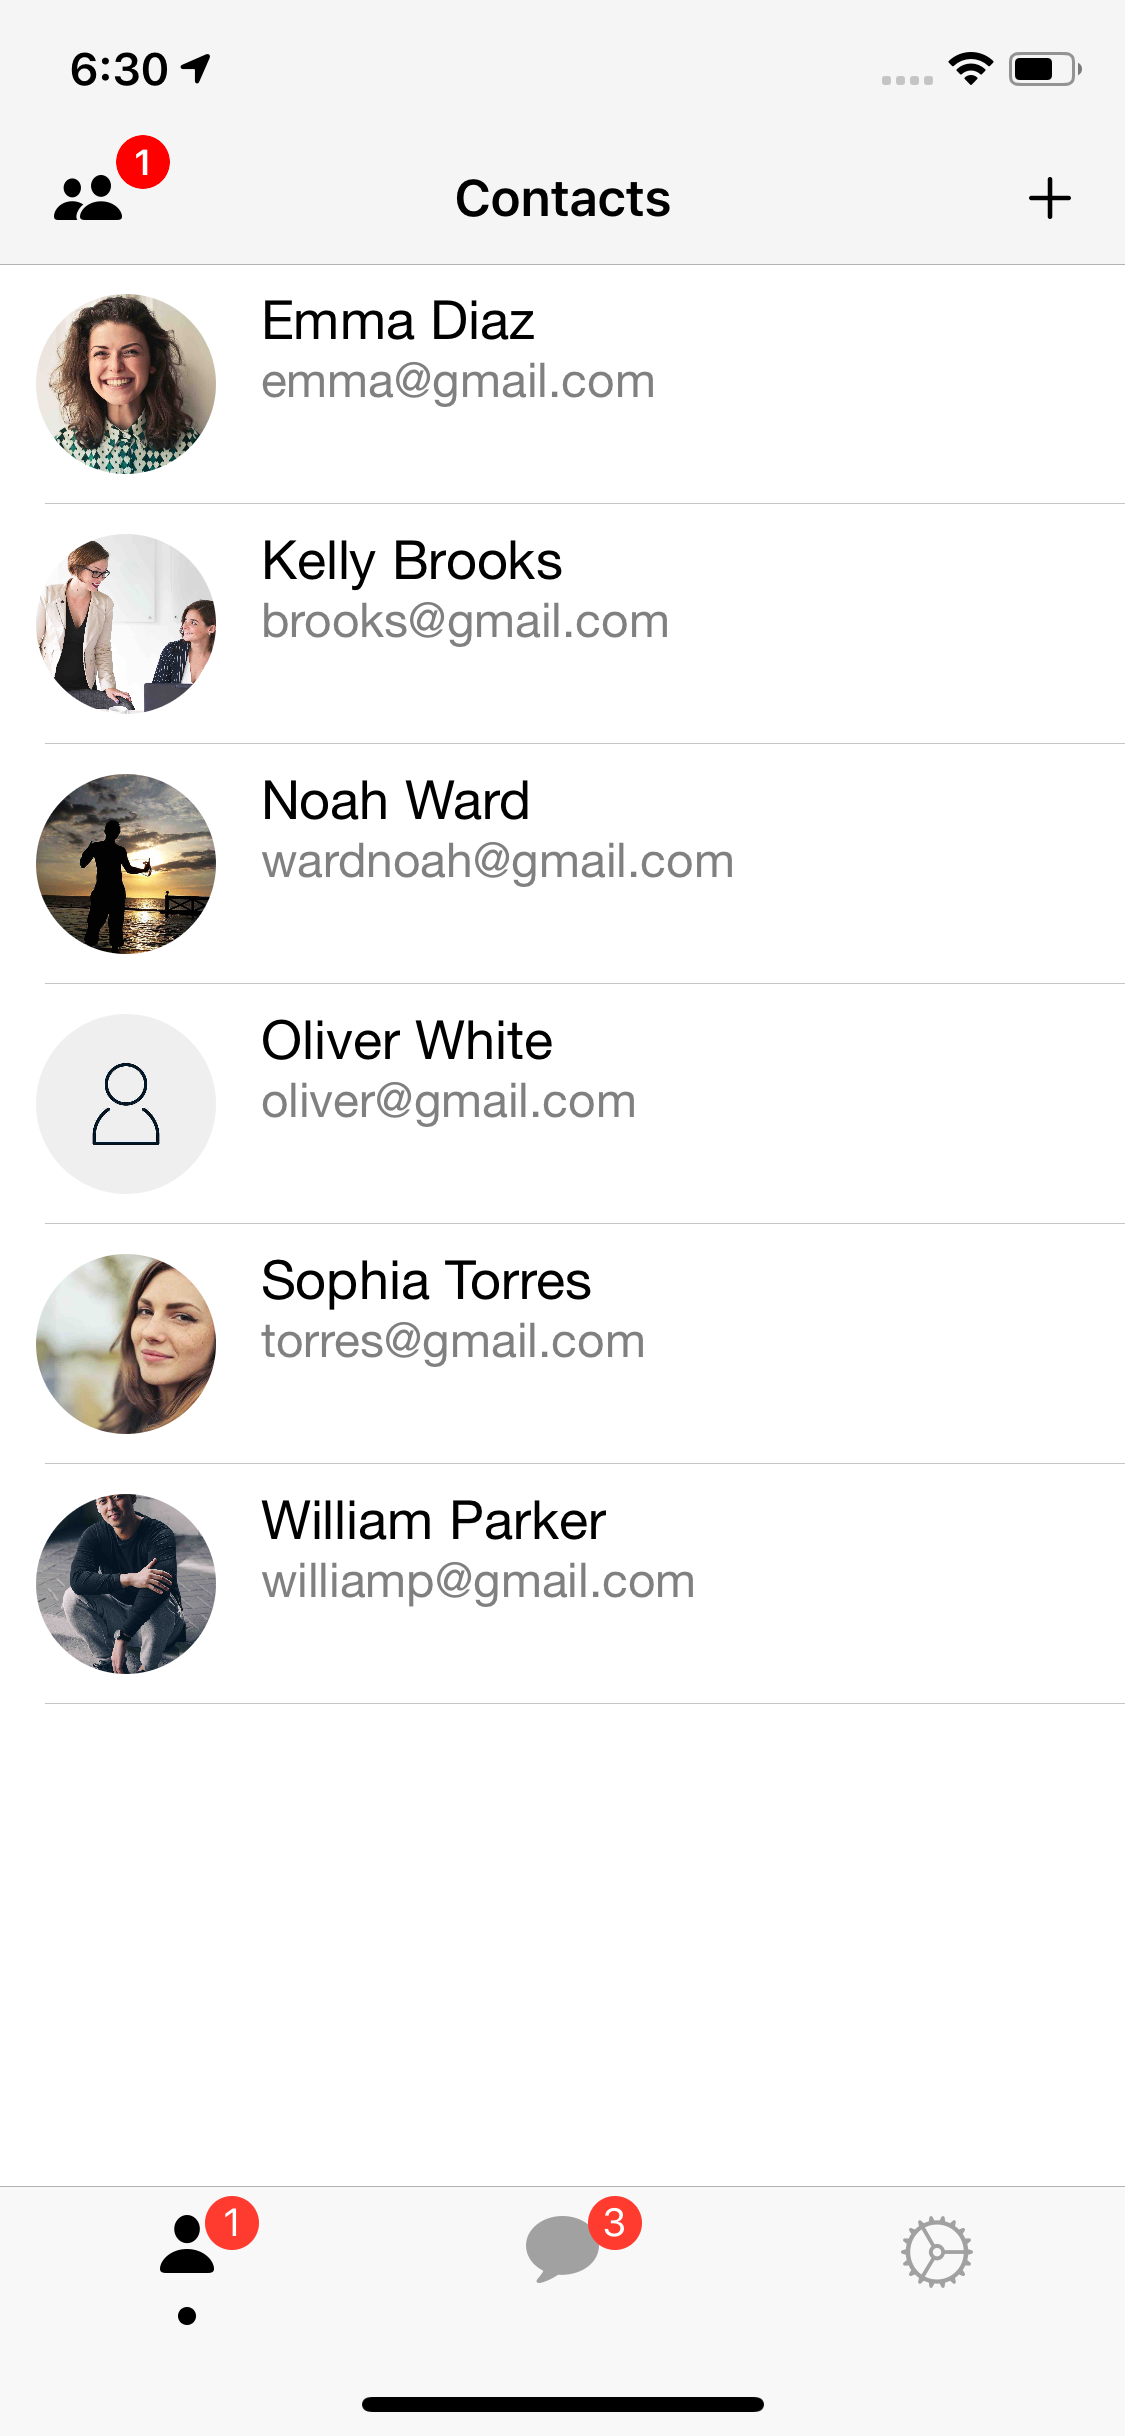 6:30
1
Contacts
Emma Diaz
emma@gmail.com
Kelly Brooks
brooks@gmail.com
Noah Ward
wardnoah@gmail.com
Oliver White
oliver@gmail.com
Sophia Torres
torres@gmail.com
William Parker
williamp@gmail.com
1
3